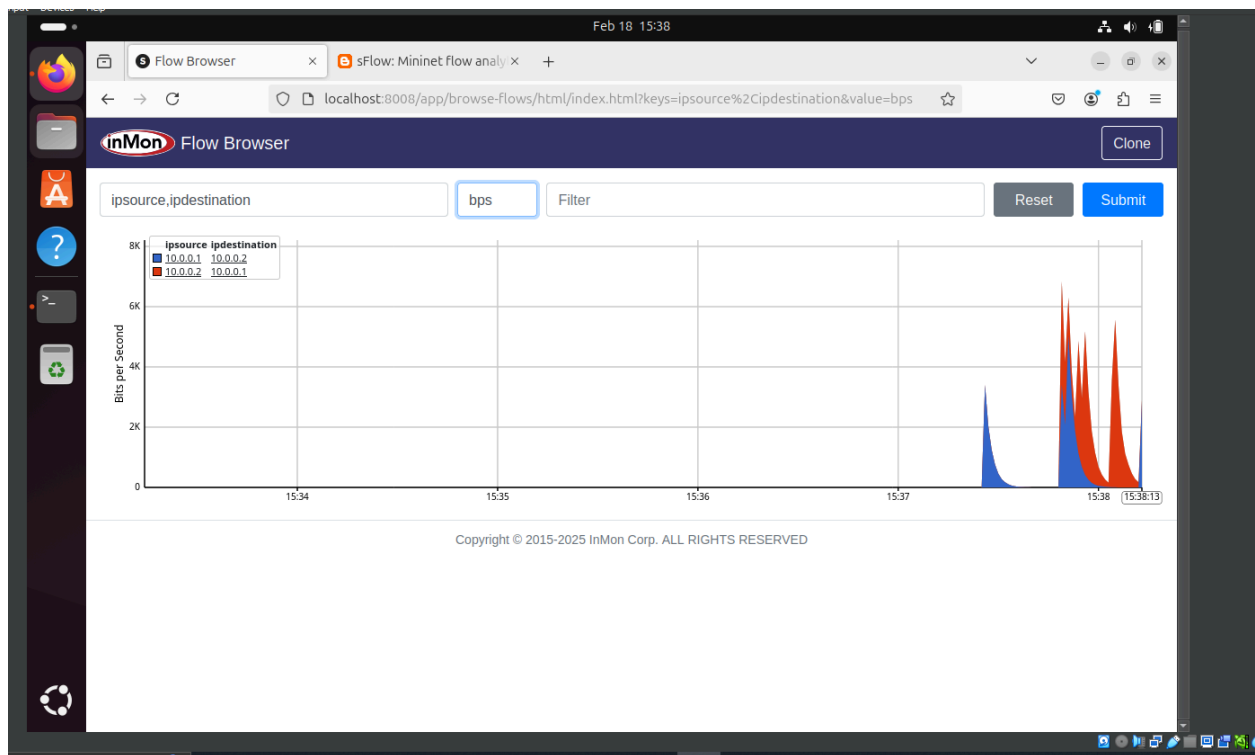 Feb 18 15:38
Flow Browser
sFlow: Mininet flow analy
localhost:8008/app/browse-flows/html/index.html?keys=ipsource%2Cipdestination&value=bps
inMon Flow Browser
Clone
ipsource,ipdestination
bps
Filter
Reset
Submit
ipsource ipdestination
10.0.0.1 10.0.0.2
10.0.0.2 10.0.0.1
8K
6K
4K
2K
0
Bits per Second
15:34
15:35
15:36
15:37
15:38
15:38:13
Copyright © 2015-2025 InMon Corp. ALL RIGHTS RESERVED